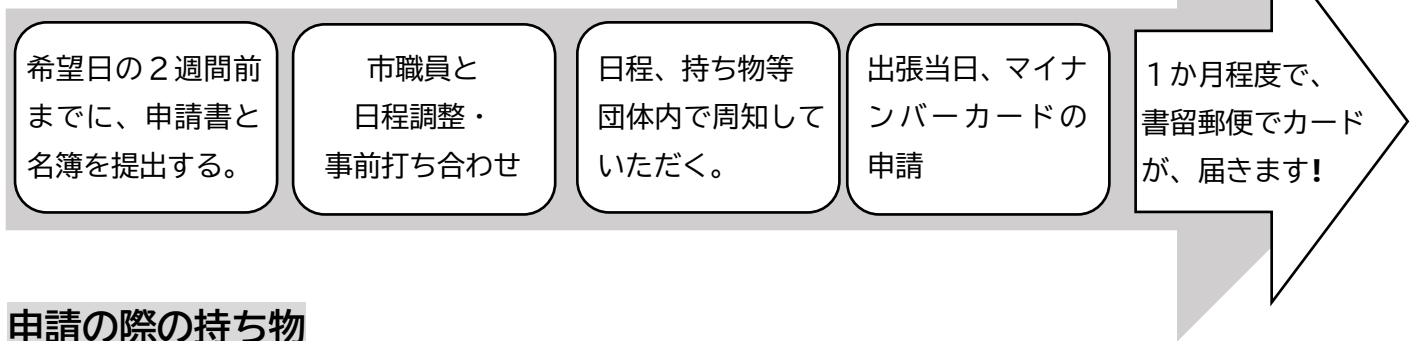 希望日の２週間前
までに、申請書と
名簿を提出する。
市職員と
日程調整・
事前打ち合わせ
日程、持ち物等
団体内で周知して
いただく。
出張当日、マイナ
ンバーカードの
申請
１か月程度で、
書留郵便でカード
が、届きます!
申請の際の持ち物